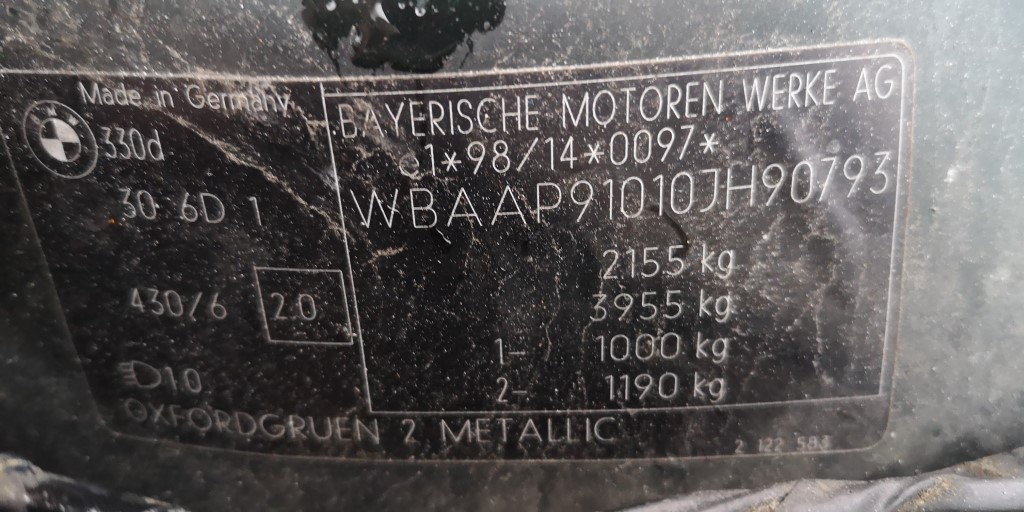 Made in Germany
330d
30 6D 1
430/6 2.0
10
OXFORDGRUEN 2 METALLIC
BAYERISCHE MOTOREN WERKE AG
e1*98/14*0097*
WBAAP91010JH90793
2155 kg
3955 kg
1- 1000 kg
2- 1190 kg
2 122 583